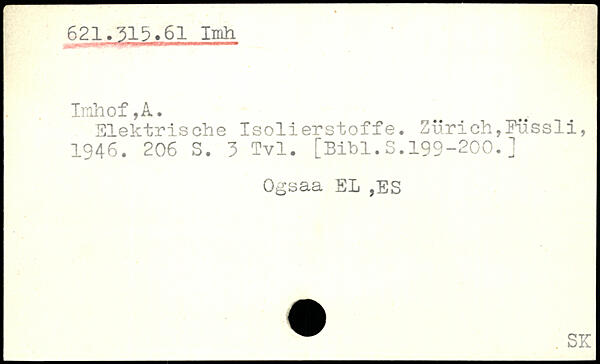 621.315.61 Imh
Imhof,A.
Elektrische Isolierstoffe. Zürich,Füssli,
1946. 206 S. 3 Tvl. [Bibl.S.199-200.]
Ogsaa EL ,ES
SK